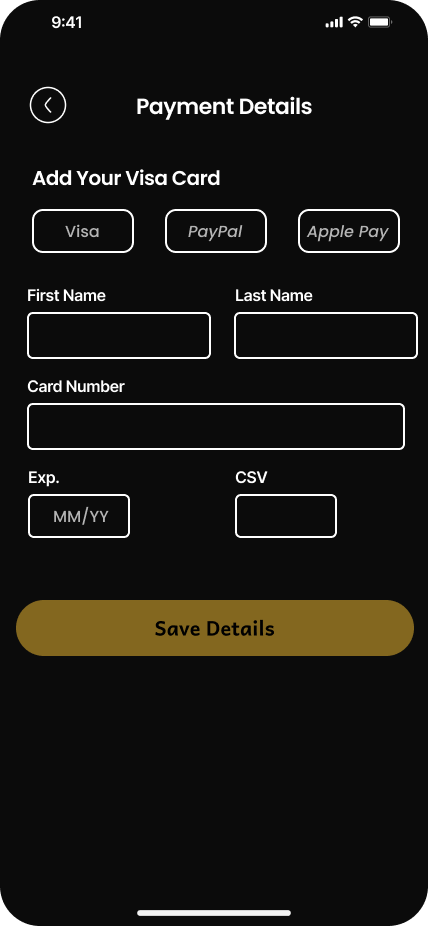 9:41
Payment Details
Add Your Visa Card
Visa PayPal Apple Pay
First Name Last Name
Card Number
Exp. CSV
MM/YY
Save Details